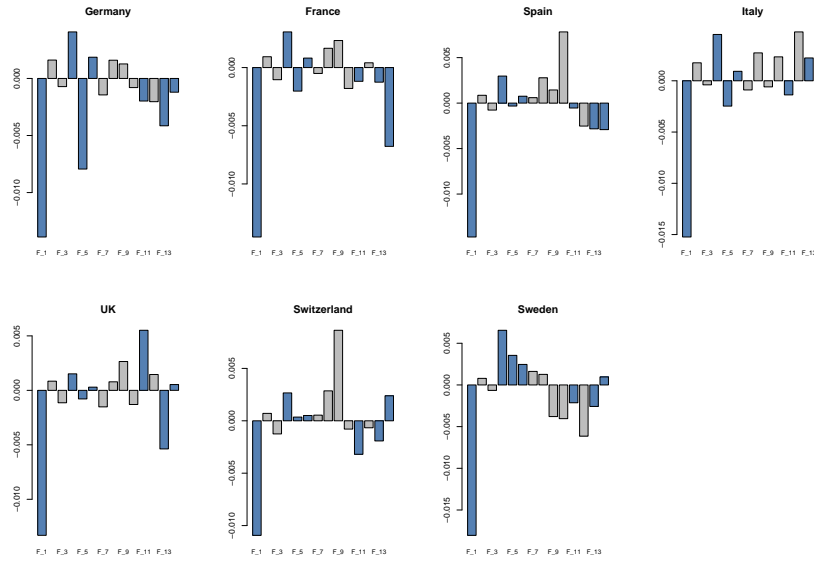 Germany
0.000
−0.005
−0.010
F_1 F_3 F_5 F_7 F_9 F_11 F_13
France
0.000
−0.005
−0.010
F_1 F_3 F_5 F_7 F_9 F_11 F_13
Spain
0.005
0.000
−0.005
−0.010
F_1 F_3 F_5 F_7 F_9 F_11 F_13
Italy
0.000
−0.005
−0.010
−0.015
F_1 F_3 F_5 F_7 F_9 F_11
UK
0.005
0.000
−0.005
−0.010
F_1 F_3 F_5 F_7 F_9 F_11 F_13
Switzerland
0.005
0.000
−0.005
−0.010
F_1 F_3 F_5 F_7 F_9 F_11 F_13
Sweden
0.005
0.000
−0.005
−0.010
−0.015
F_1 F_3 F_5 F_7 F_9 F_11 F_13